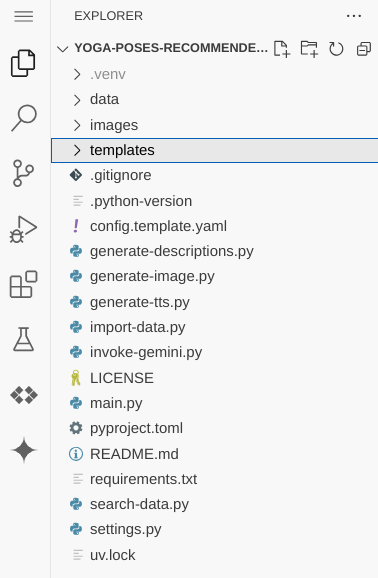 EXPLORER
YOGA-POSES-RECOMMENDE...
.venv
data
images
templates
.gitignore
.python-version
config.template.yaml
generate-descriptions.py
generate-image.py
generate-tts.py
import-data.py
invoke-gemini.py
LICENSE
main.py
pyproject.toml
README.md
requirements.txt
search-data.py
settings.py
uv.lock